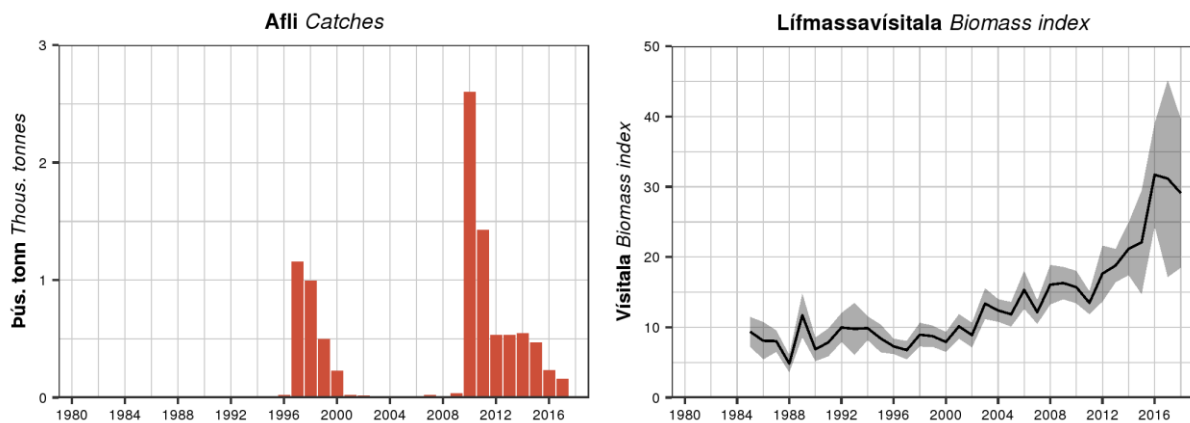 Afli Catches
Þús. tonn Thous. tonnes
3
2
1
0
1980 1984 1988 1992 1996 2000 2004 2008 2012 2016
Lífmassavísitala Biomass index
Vísitala Biomass index
50
40
30
20
10
0
1980 1984 1988 1992 1996 2000 2004 2008 2012 2016